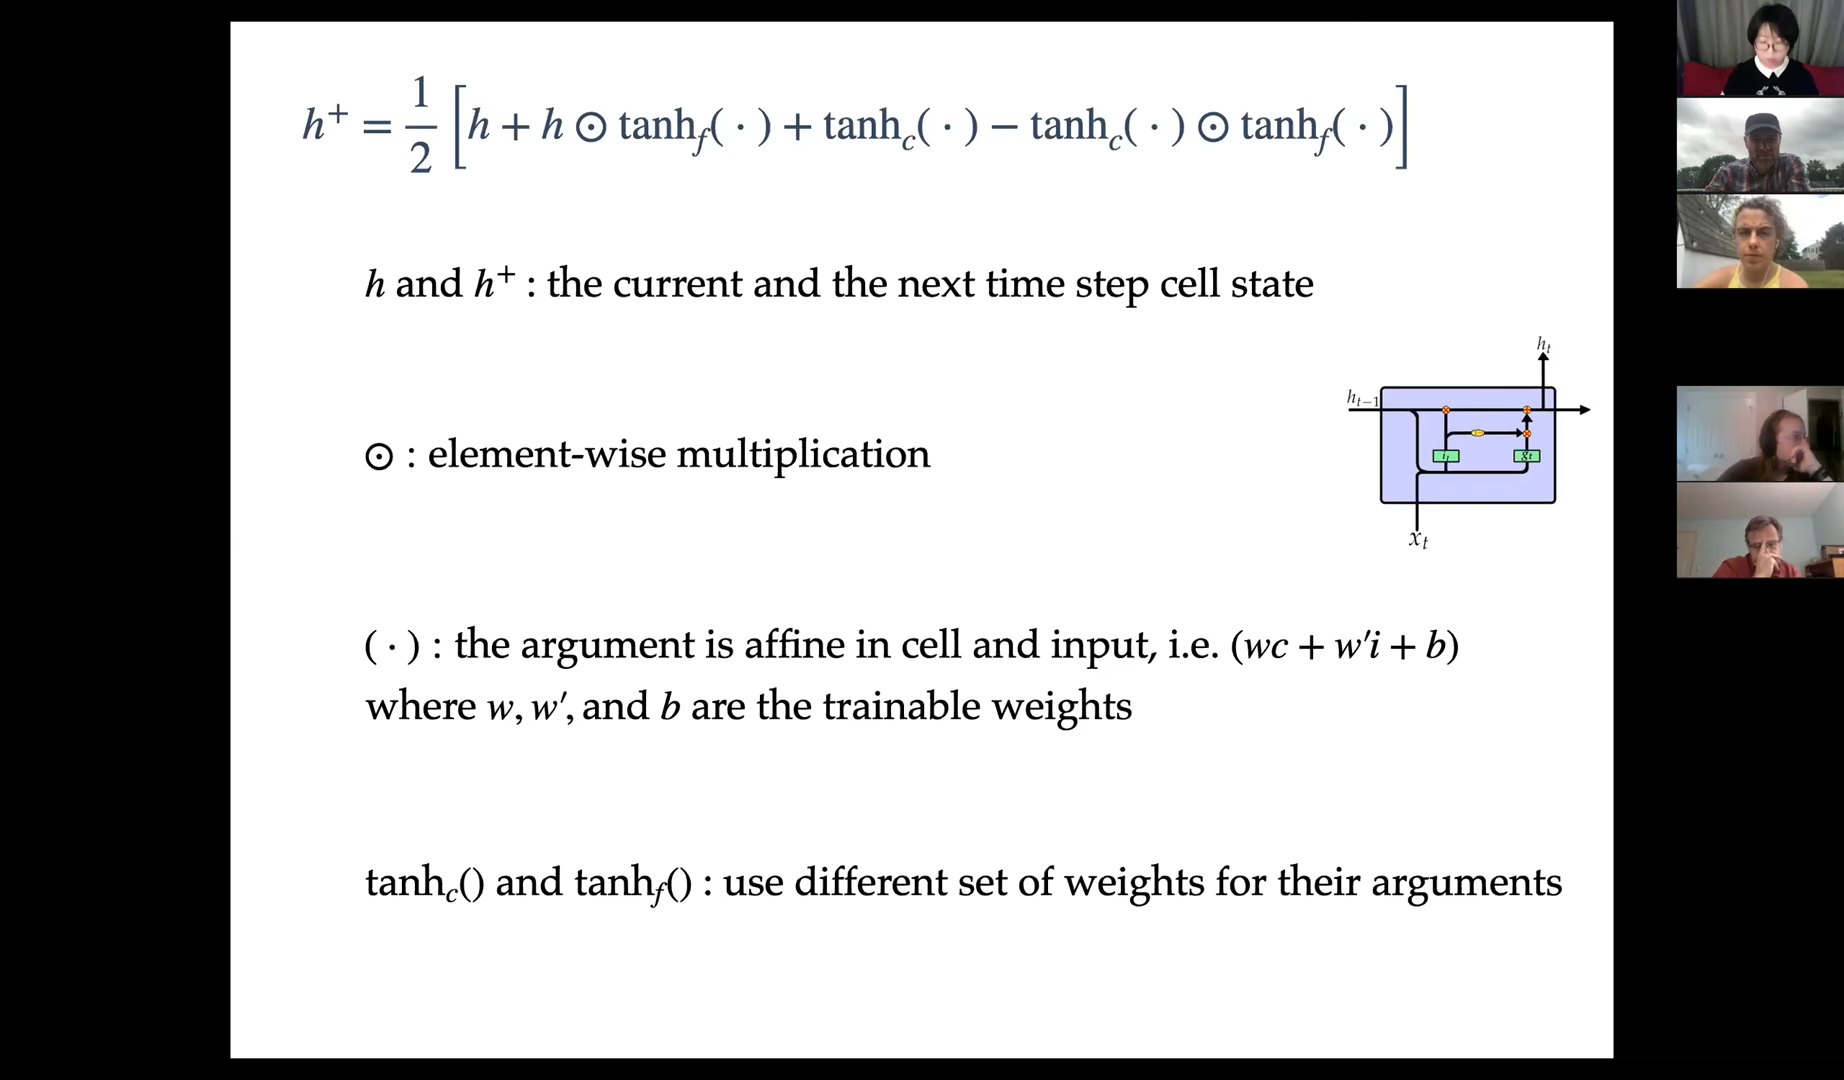 h⁺ = 1/2 [h + h ⊙ tanh_f( · ) + tanh_c( · ) − tanh_c( · ) ⊙ tanh_f( · )]
h and h⁺ : the current and the next time step cell state
h_t
h_{t−1}
i_t
g_t
x_t
⊙ : element-wise multiplication
( · ) : the argument is affine in cell and input, i.e. (wc + w′i + b)
where w, w′, and b are the trainable weights
tanh_c() and tanh_f() : use different set of weights for their arguments